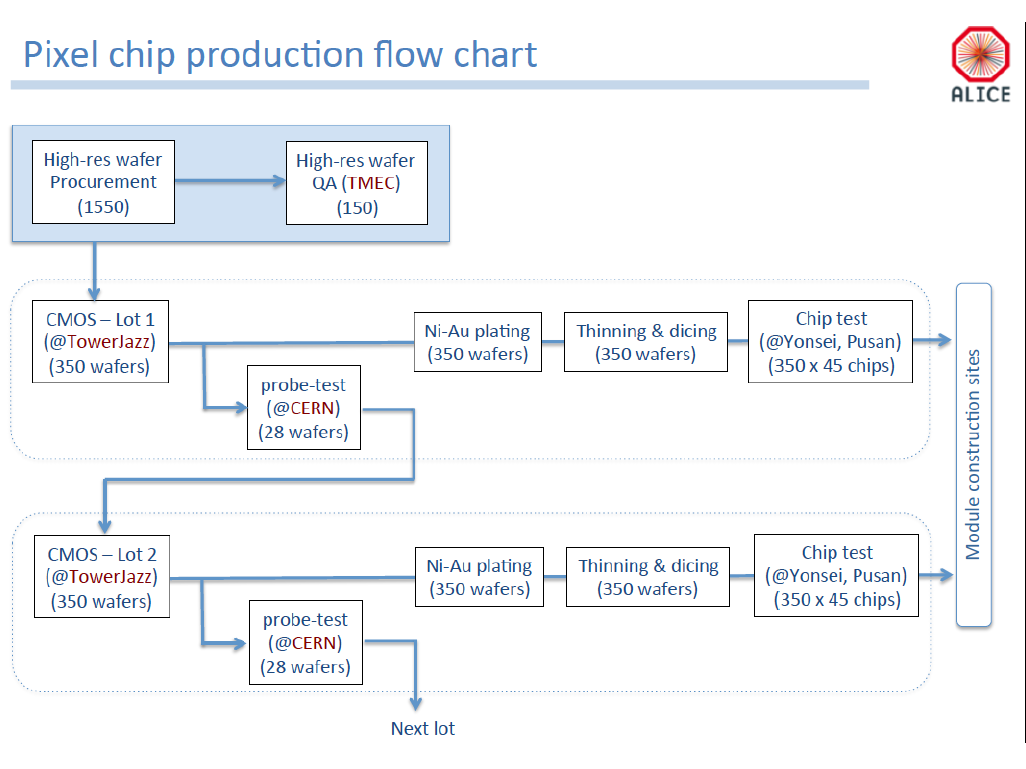 Pixel chip production flow chart
ALICE
High-res wafer
Procurement
(1550)
High-res wafer
QA (TMEC)
(150)
CMOS – Lot 1
(@TowerJazz)
(350 wafers)
probe-test
(@CERN)
(28 wafers)
Ni-Au plating
(350 wafers)
Thinning & dicing
(350 wafers)
Chip test
(@Yonsei, Pusan)
(350 x 45 chips)
Module construction sites
CMOS – Lot 2
(@TowerJazz)
(350 wafers)
probe-test
(@CERN)
(28 wafers)
Ni-Au plating
(350 wafers)
Thinning & dicing
(350 wafers)
Chip test
(@Yonsei, Pusan)
(350 x 45 chips)
Next lot